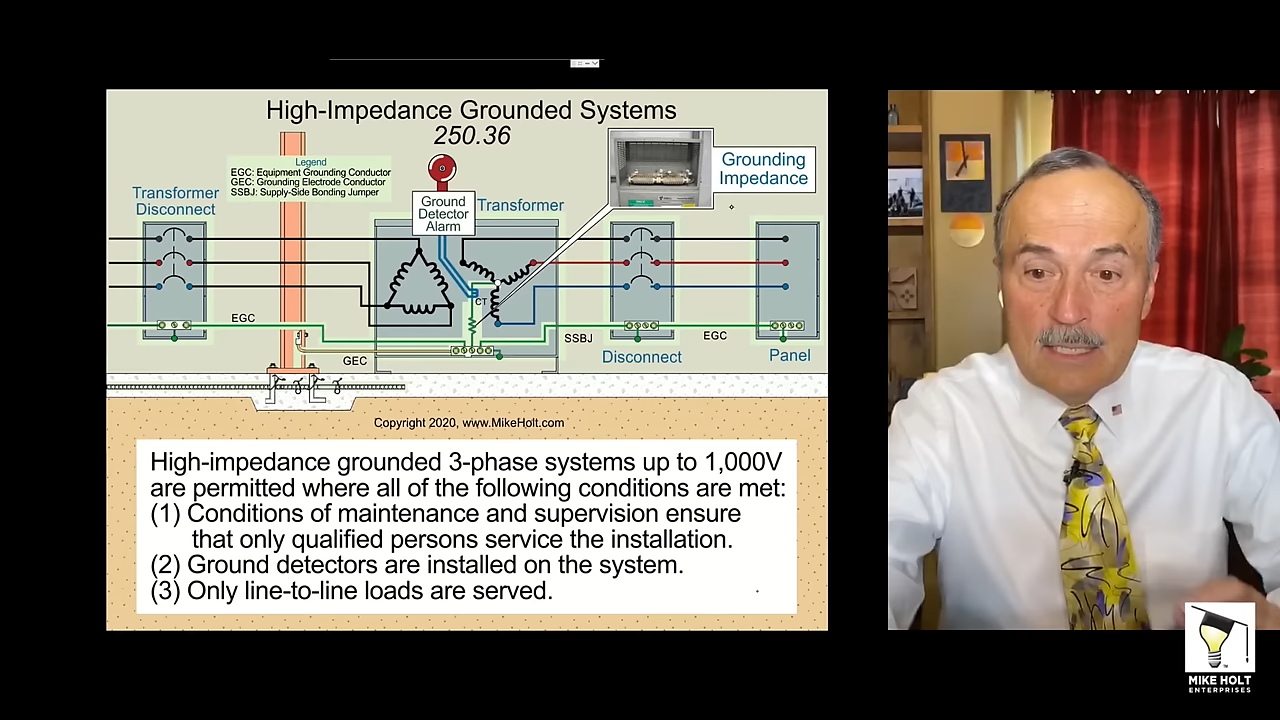 High-Impedance Grounded Systems
250.36
Legend
EGC: Equipment Grounding Conductor
GEC: Grounding Electrode Conductor
SSBJ: Supply-Side Bonding Jumper
Transformer
Disconnect
Ground
Detector
Alarm
Transformer
Grounding
Impedance
CT
EGC
GEC
SSBJ
EGC
Disconnect
Panel
Copyright 2020, www.MikeHolt.com
High-impedance grounded 3-phase systems up to 1,000V
are permitted where all of the following conditions are met:
(1) Conditions of maintenance and supervision ensure
that only qualified persons service the installation.
(2) Ground detectors are installed on the system.
(3) Only line-to-line loads are served.
MIKE HOLT
ENTERPRISES